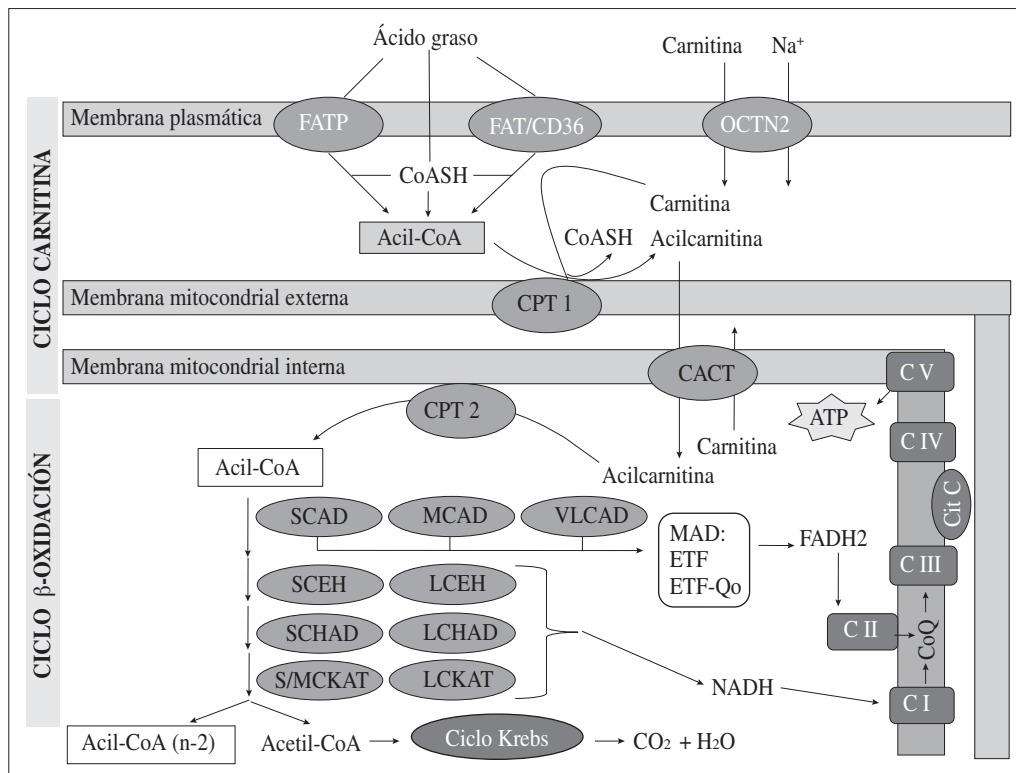 Ácido graso
Carnitina
Na⁺
Membrana plasmática
FATP
FAT/CD36
OCTN2
CICLO CARNITINA
CoASH
Carnitina
Acil-CoA
CoASH
Acilcarnitina
Membrana mitocondrial externa
CPT 1
Membrana mitocondrial interna
CACT
C V
CPT 2
ATP
Carnitina
C IV
Acil-CoA
Acilcarnitina
CICLO β-OXIDACIÓN
Cit C
SCAD
MCAD
VLCAD
MAD:
ETF
ETF-Qo
FADH2
C III
SCEH
LCEH
SCHAD
LCHAD
C II
CoQ
S/MCKAT
LCKAT
NADH
C I
Acil-CoA (n-2)
Acetil-CoA
Ciclo Krebs
CO₂ + H₂O